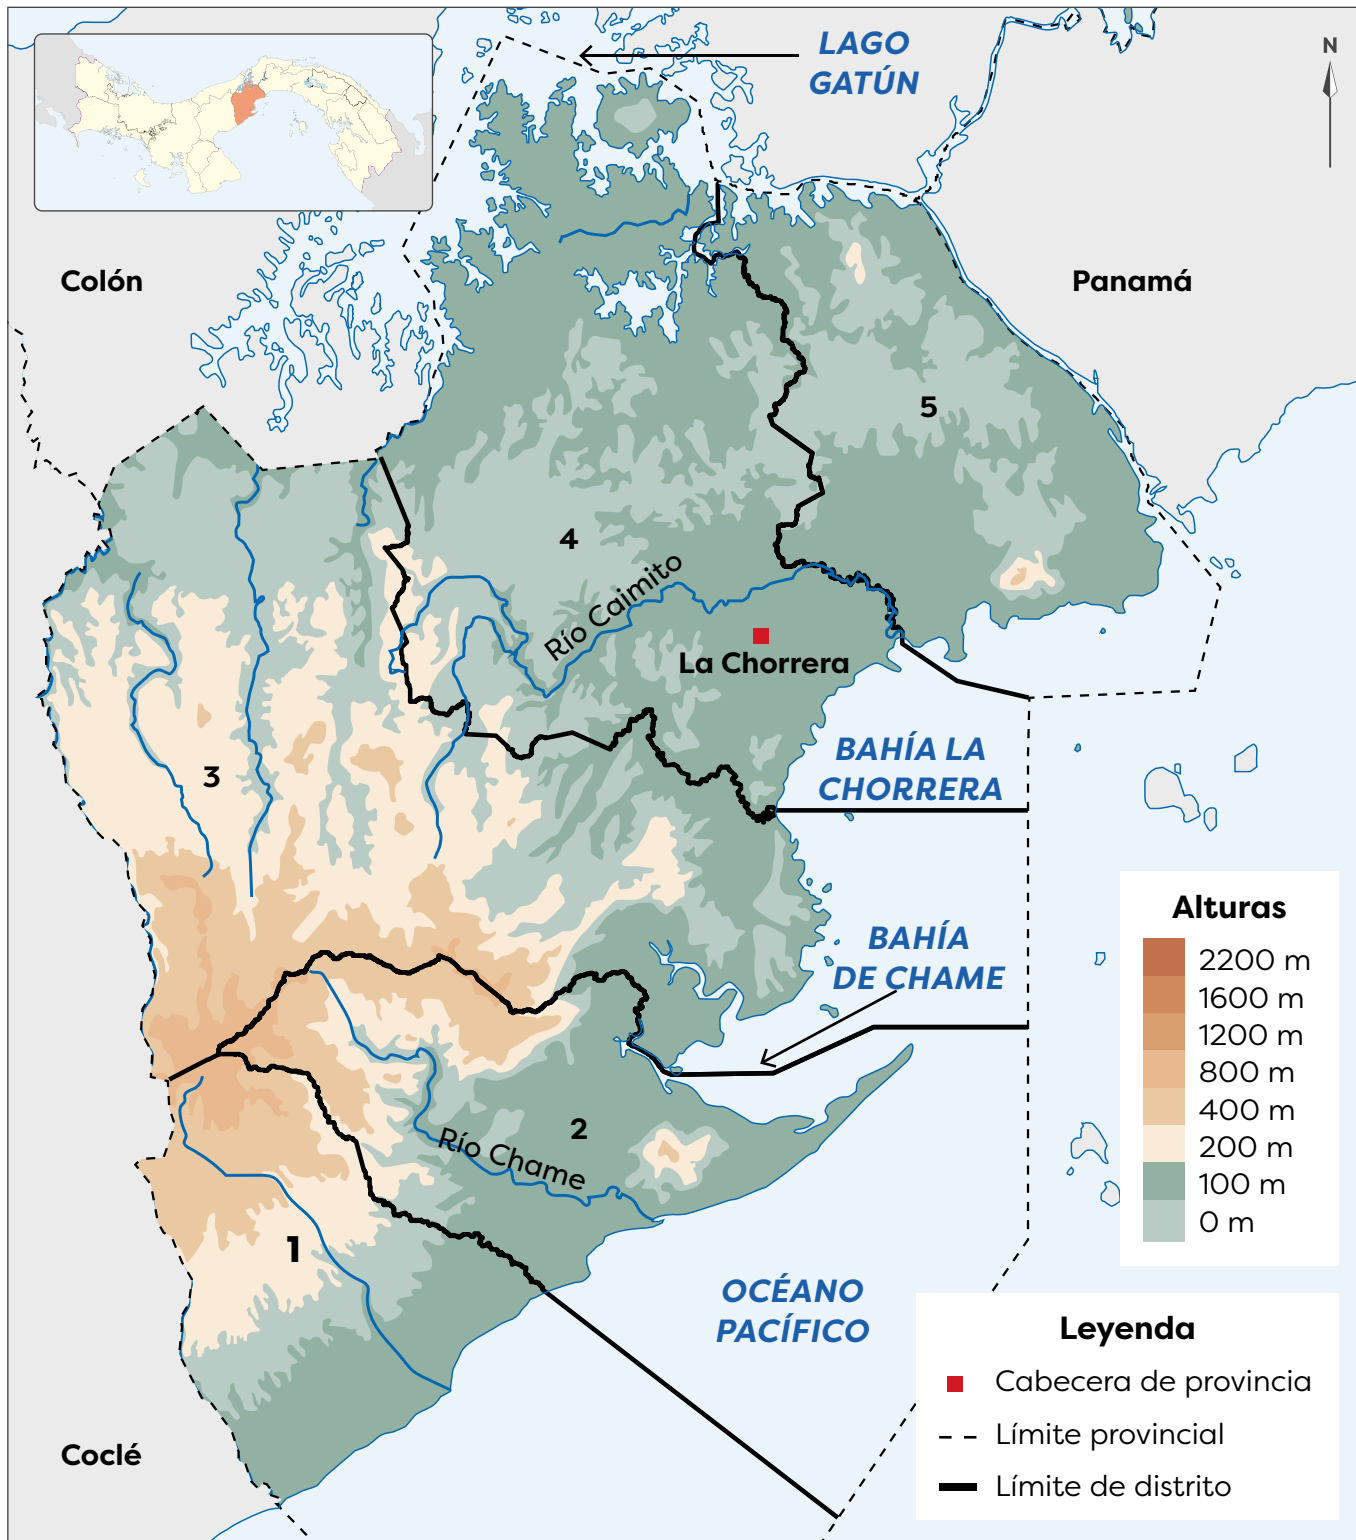 LAGO
GATÚN
N
Colón
Panamá
5
4
Río Caimito
La Chorrera
BAHÍA LA
CHORRERA
3
BAHÍA
DE CHAME
2
Río Chame
1
OCÉANO
PACÍFICO
Coclé
Alturas
2200 m
1600 m
1200 m
800 m
400 m
200 m
100 m
0 m
Leyenda
Cabecera de provincia
Límite provincial
Límite de distrito